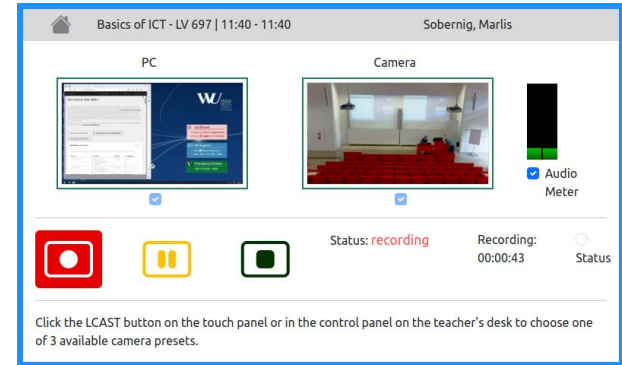 Basics of ICT - LV 697 | 11:40 - 11:40 Sobernig, Marlis
PC Camera
WU
Audio
Meter
Status: recording
Recording:
00:00:43
Status
Click the LCAST button on the touch panel or in the control panel on the teacher's desk to choose one
of 3 available camera presets.